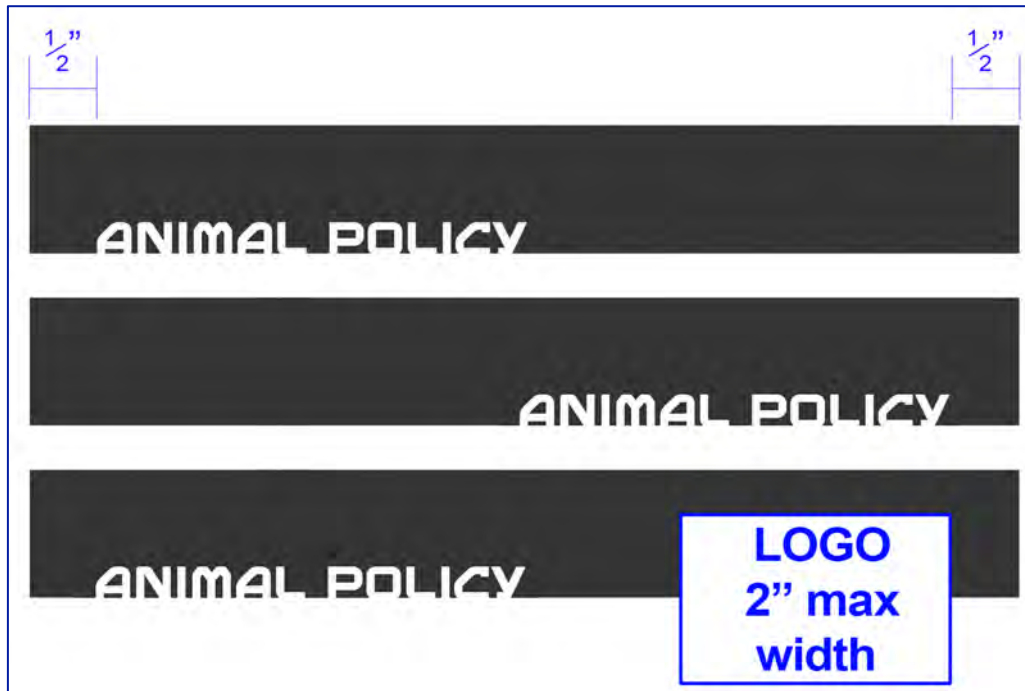 1/2” 1/2”
ANIMAL POLICY
ANIMAL POLICY
ANIMAL POLICY
LOGO
2” max
width